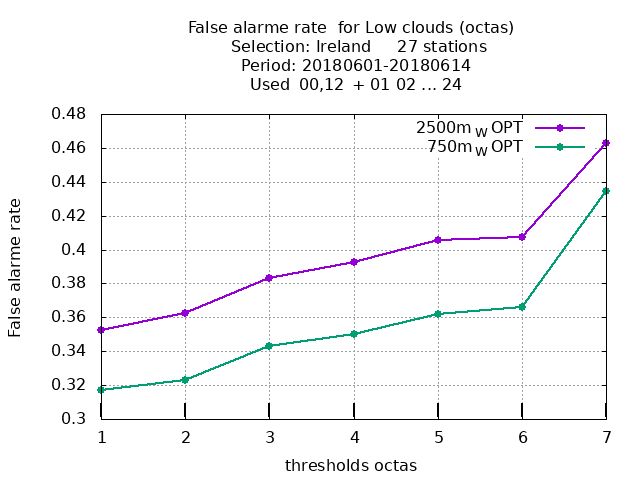 False alarme rate  for Low clouds (octas)
Selection: Ireland     27 stations
Period: 20180601-20180614
Used  00,12  + 01 02 ... 24
2500m WOPT
750m WOPT
False alarme rate
0.48
0.46
0.44
0.42
0.4
0.38
0.36
0.34
0.32
0.3
1 2 3 4 5 6 7
thresholds octas